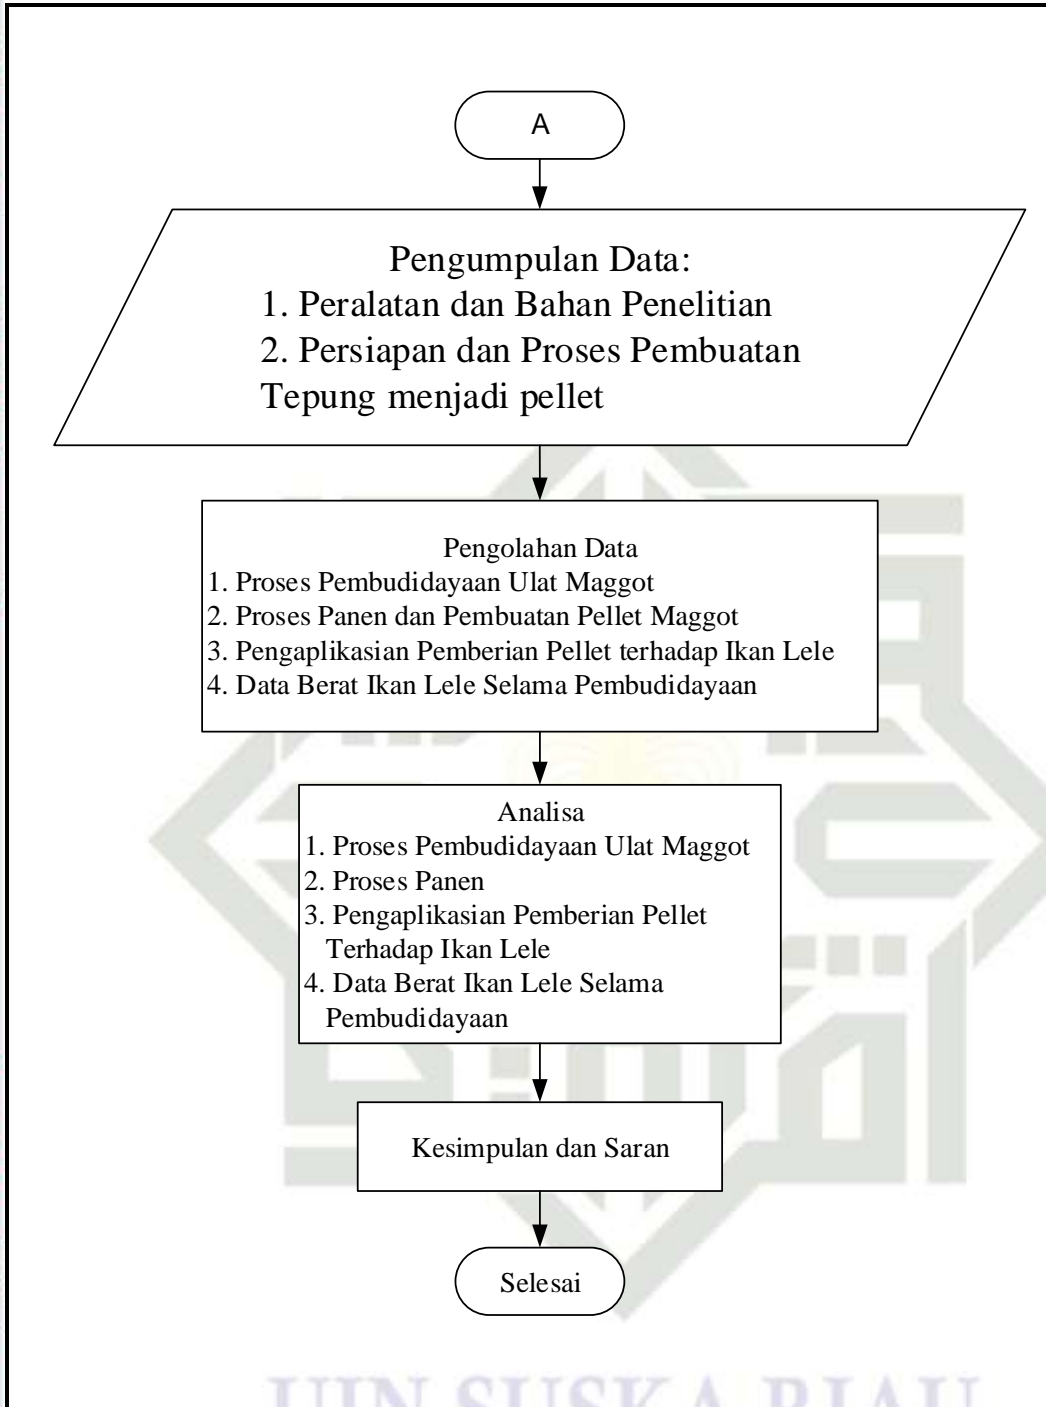 A
Pengumpulan Data:
1. Peralatan dan Bahan Penelitian
2. Persiapan dan Proses Pembuatan
Tepung menjadi pellet
Pengolahan Data
1. Proses Pembudidayaan Ulat Maggot
2. Proses Panen dan Pembuatan Pellet Maggot
3. Pengaplikasian Pemberian Pellet terhadap Ikan Lele
4. Data Berat Ikan Lele Selama Pembudidayaan
Analisa
1. Proses Pembudidayaan Ulat Maggot
2. Proses Panen
3. Pengaplikasian Pemberian Pellet
Terhadap Ikan Lele
4. Data Berat Ikan Lele Selama
Pembudidayaan
Kesimpulan dan Saran
Selesai
UIN SUSKA RIAU